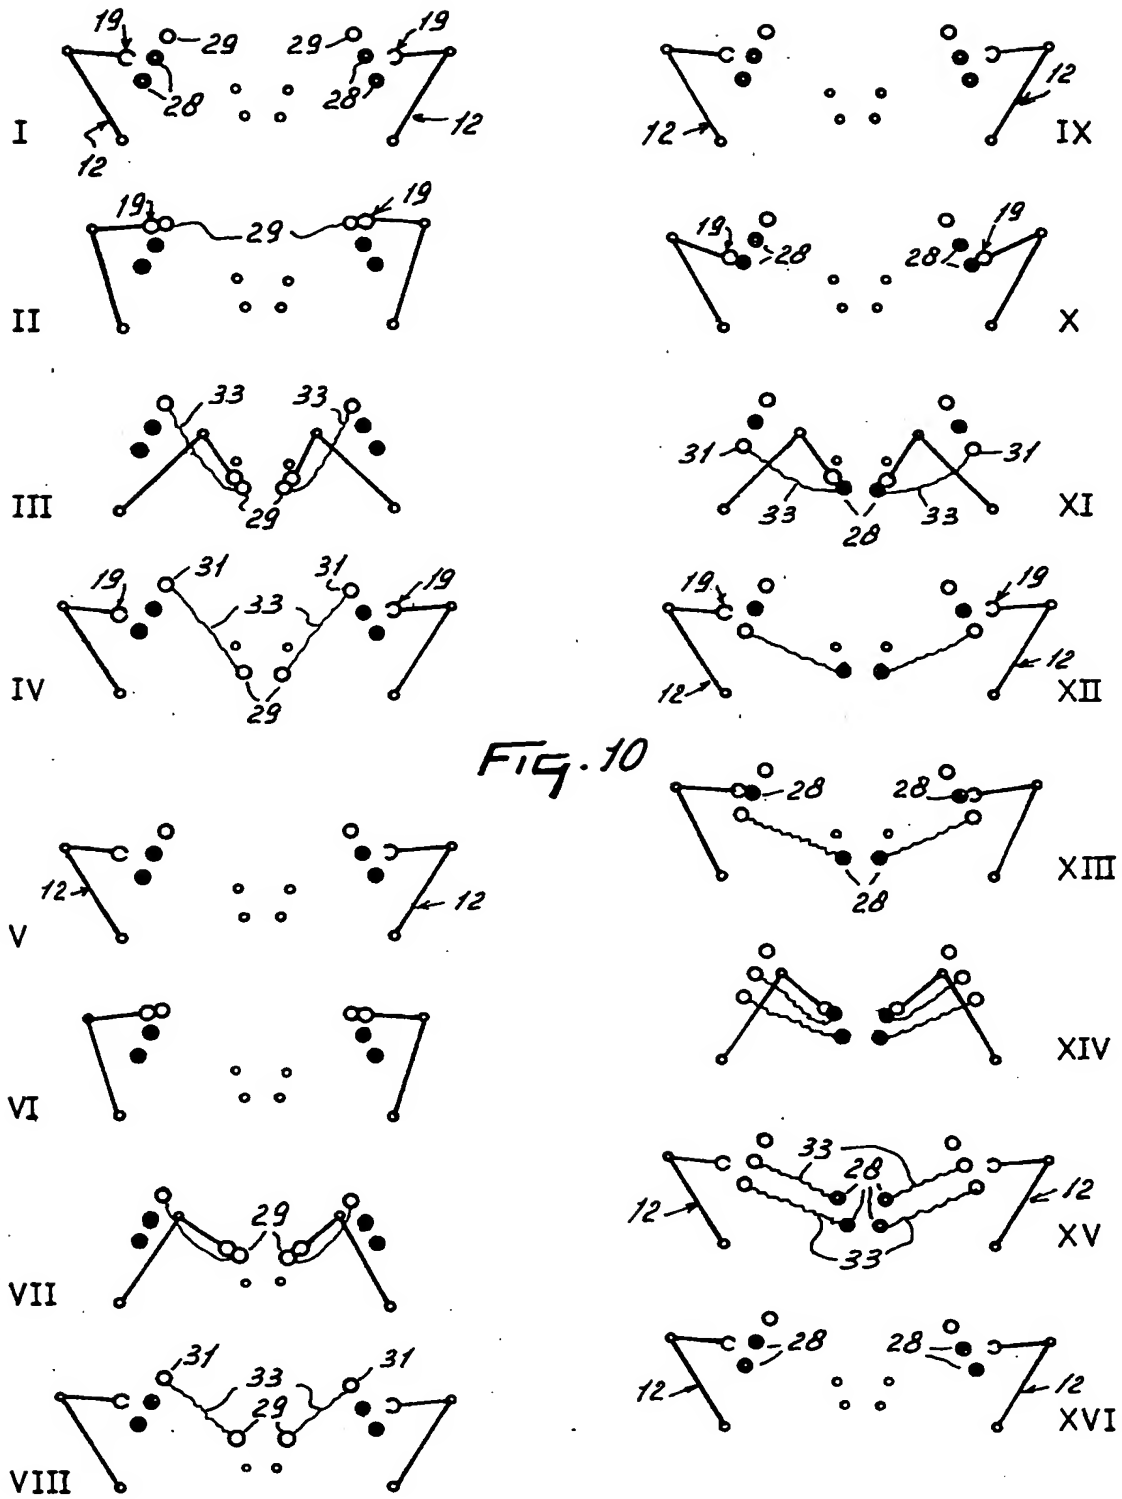 19 29 29 19
28 28
I 12 12
19 29 19
II
33 33
III 29
19 31 33 31 19
IV 29
V 12 12
VI
VII 29
VIII 31 33 29 31
FIG. 10
12 12 IX
19 28 28 19
X
31 33 28 33 31
XI
19 19
12 12 XII
28 28
28 XIII
XIV
33 28
12 33 12 XV
28 28
12 12 XVI